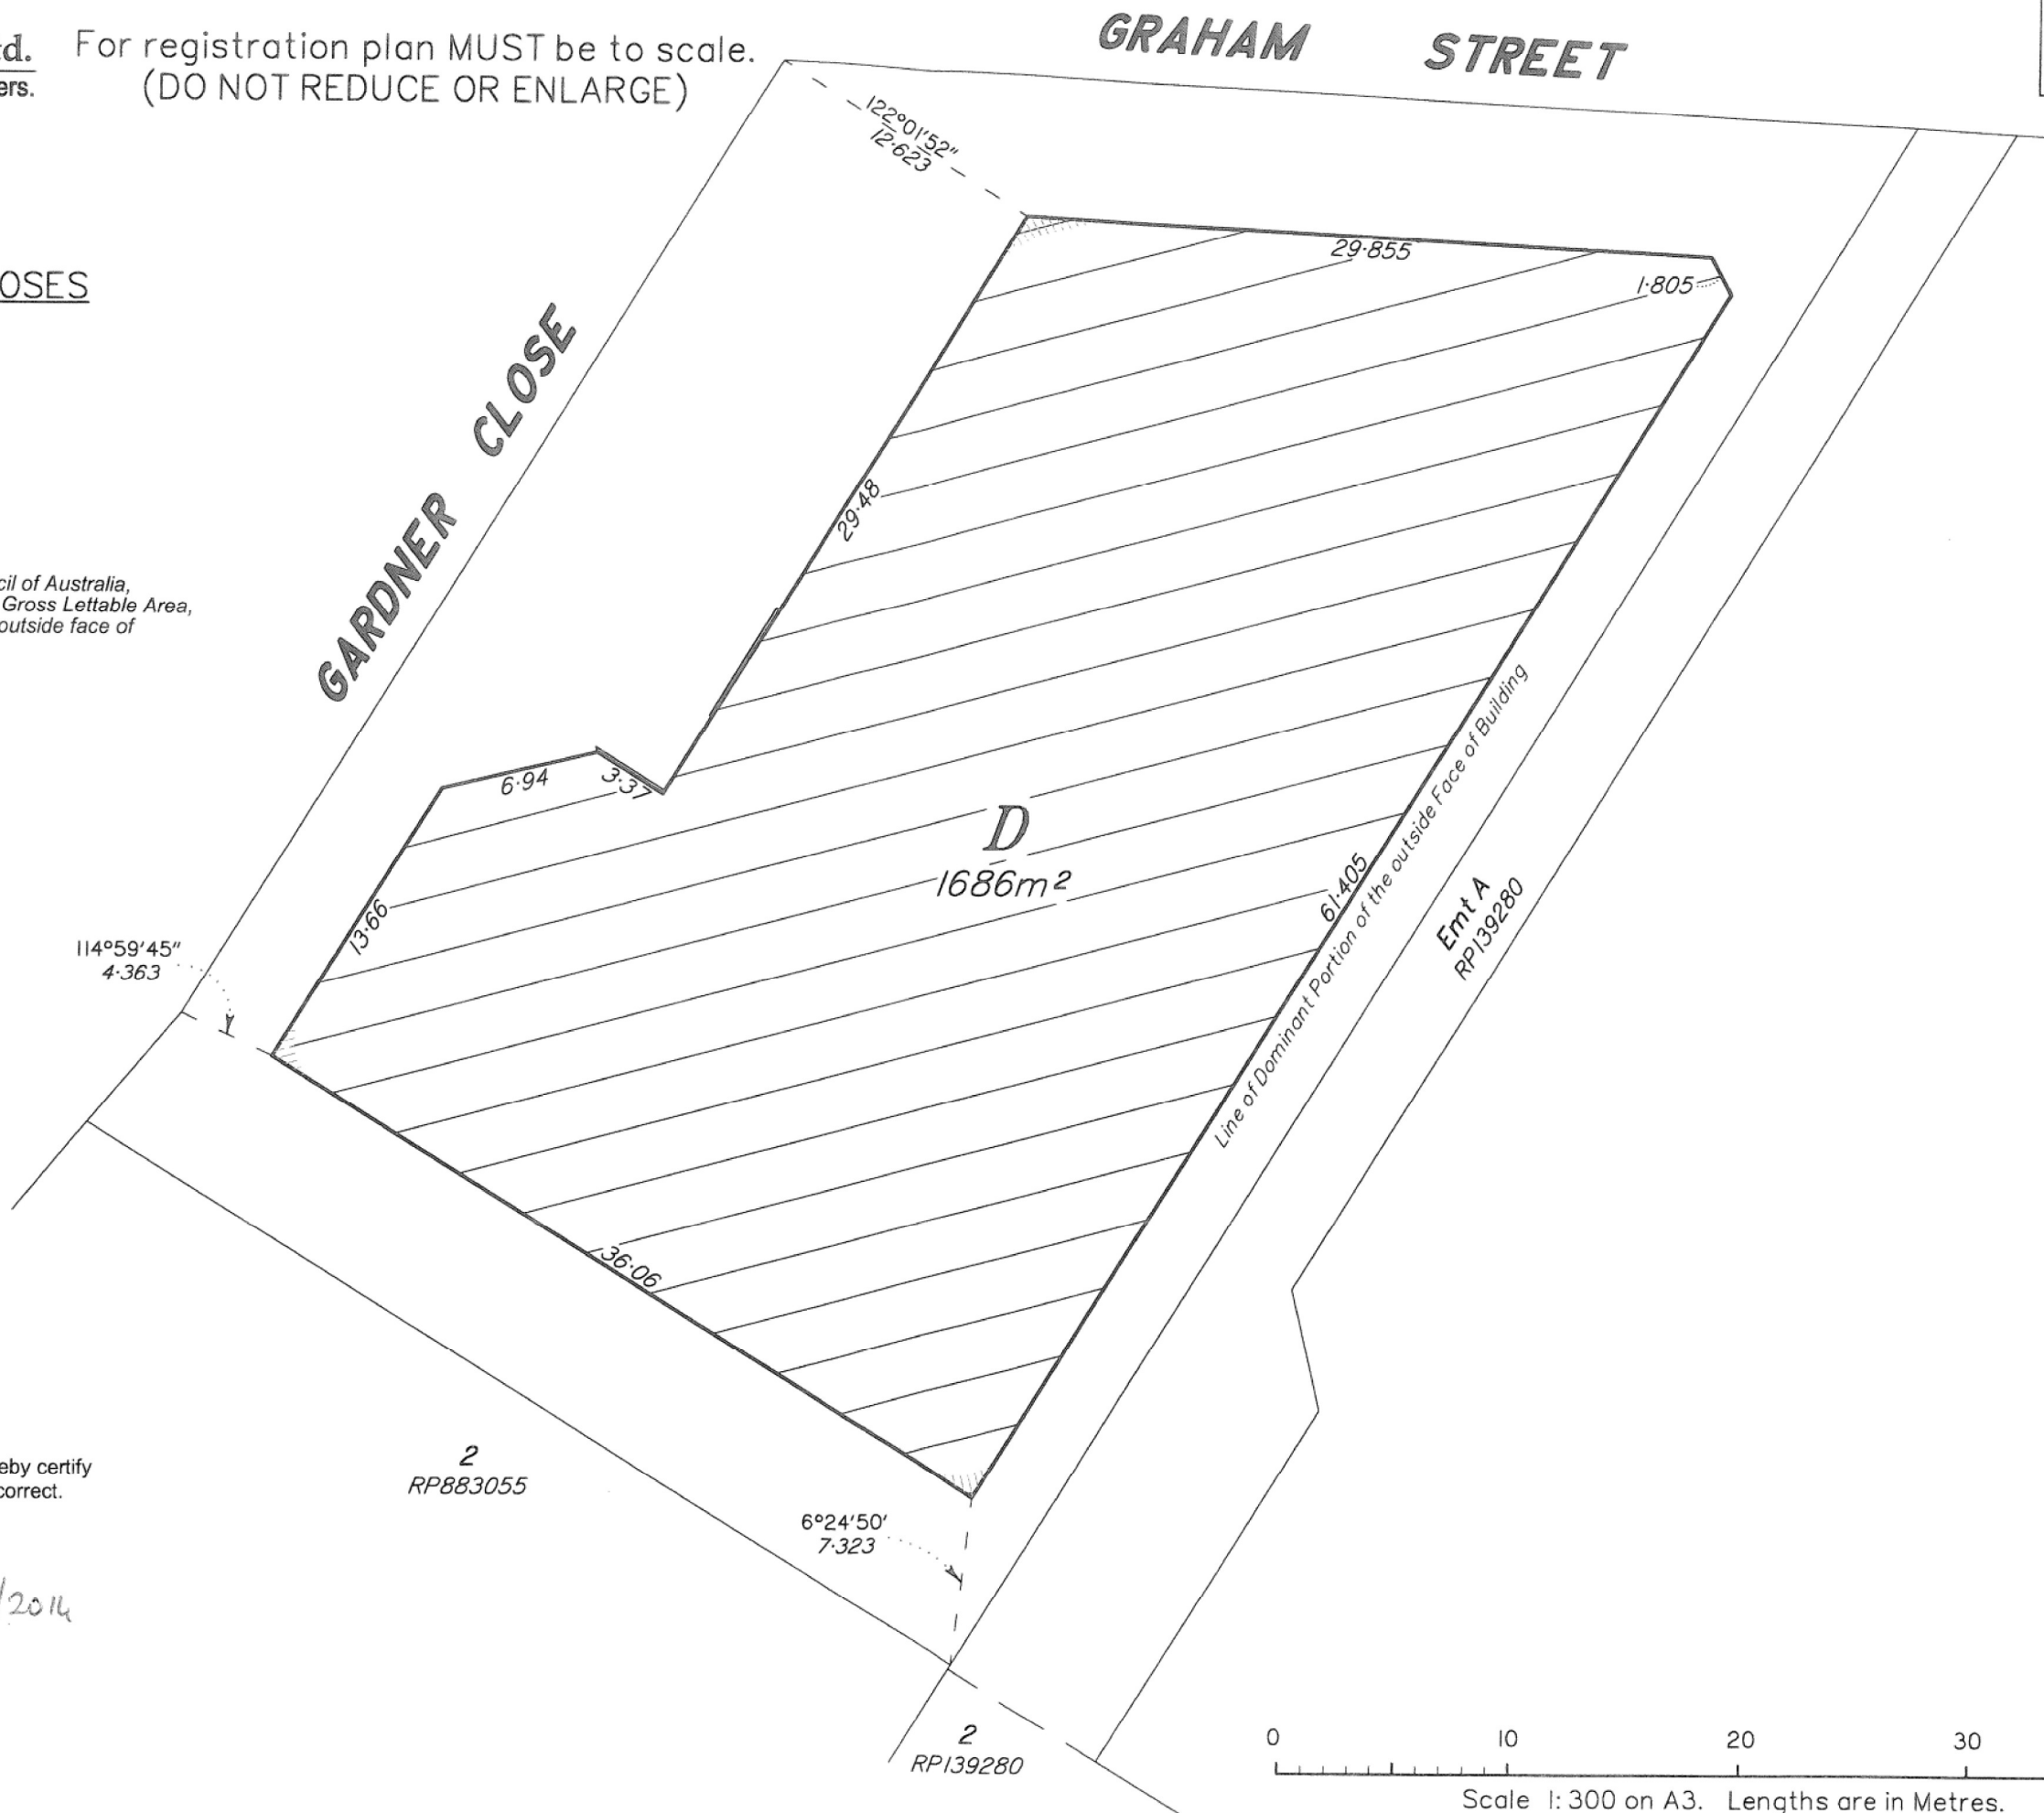 td. For registration plan MUST be to scale.
ers. (DO NOT REDUCE OR ENLARGE)
GRAHAM STREET
122°01'52"
12·623
29·855
1·805
OSES
GARDNER CLOSE
29·48
cil of Australia,
Gross Lettable Area,
outside face of
6·94
3·37
D
1686m²
13·66
61·405
Line of Dominant Portion of the outside Face of Building
Emt A
RP139280
114°59'45"
4·363
36·06
2
RP883055
eby certify
correct.
6°24'50'
7·323
/2014
2
RP139280
0 10 20 30
Scale 1:300 on A3. Lengths are in Metres.